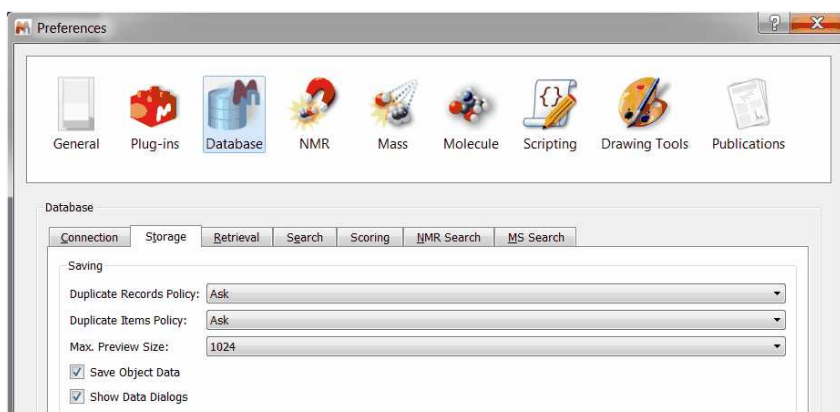 Preferences
General Plug-ins Database NMR Mass Molecule Scripting Drawing Tools Publications
Database
Connection Storage Retrieval Search Scoring NMR Search MS Search
Saving
Duplicate Records Policy: Ask
Duplicate Items Policy: Ask
Max. Preview Size: 1024
Save Object Data
Show Data Dialogs